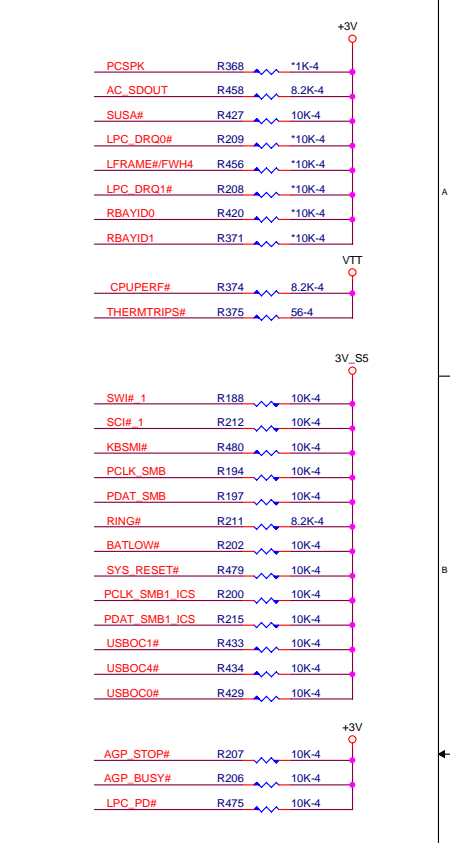 +3V
PCSPK R368 *1K-4
AC_SDOUT R458 8.2K-4
SUSA# R427 10K-4
LPC_DRQ0# R209 *10K-4
LFRAME#/FWH4 R456 *10K-4
LPC_DRQ1# R208 *10K-4
A
RBAYID0 R420 *10K-4
RBAYID1 R371 *10K-4
VTT
CPUPERF# R374 8.2K-4
THERMTRIPS# R375 56-4
3V_S5
SWI#_1 R188 10K-4
SCI#_1 R212 10K-4
KBSMI# R480 10K-4
PCLK_SMB R194 10K-4
PDAT_SMB R197 10K-4
RING# R211 8.2K-4
BATLOW# R202 10K-4
SYS_RESET# R479 10K-4
B
PCLK_SMB1_ICS R200 10K-4
PDAT_SMB1_ICS R215 10K-4
USBOC1# R433 10K-4
USBOC4# R434 10K-4
USBOC0# R429 10K-4
+3V
AGP_STOP# R207 10K-4
AGP_BUSY# R206 10K-4
LPC_PD# R475 10K-4